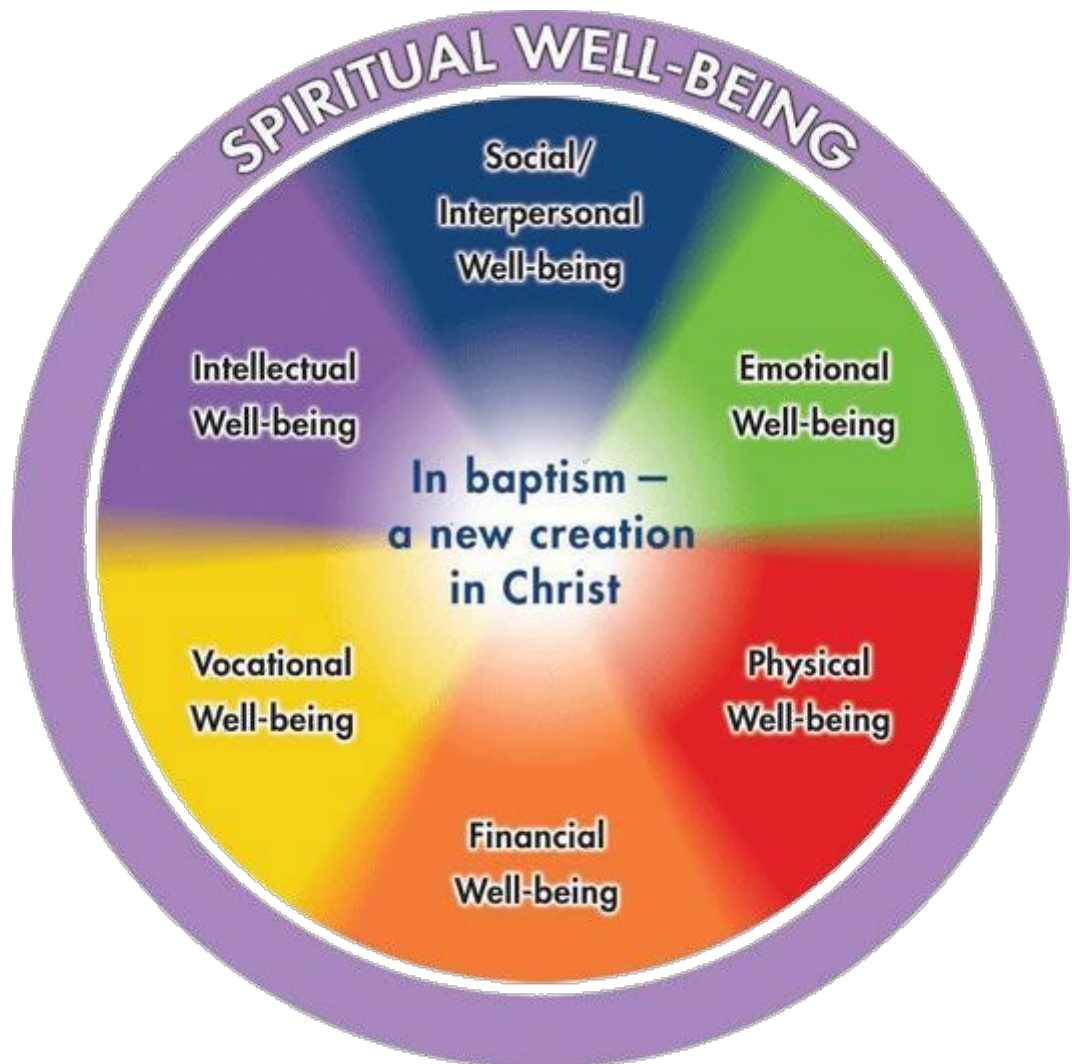 SPIRITUAL WELL-BEING
Social/
Interpersonal
Well-being
Intellectual
Well-being
Emotional
Well-being
In baptism —
a new creation
in Christ
Vocational
Well-being
Physical
Well-being
Financial
Well-being